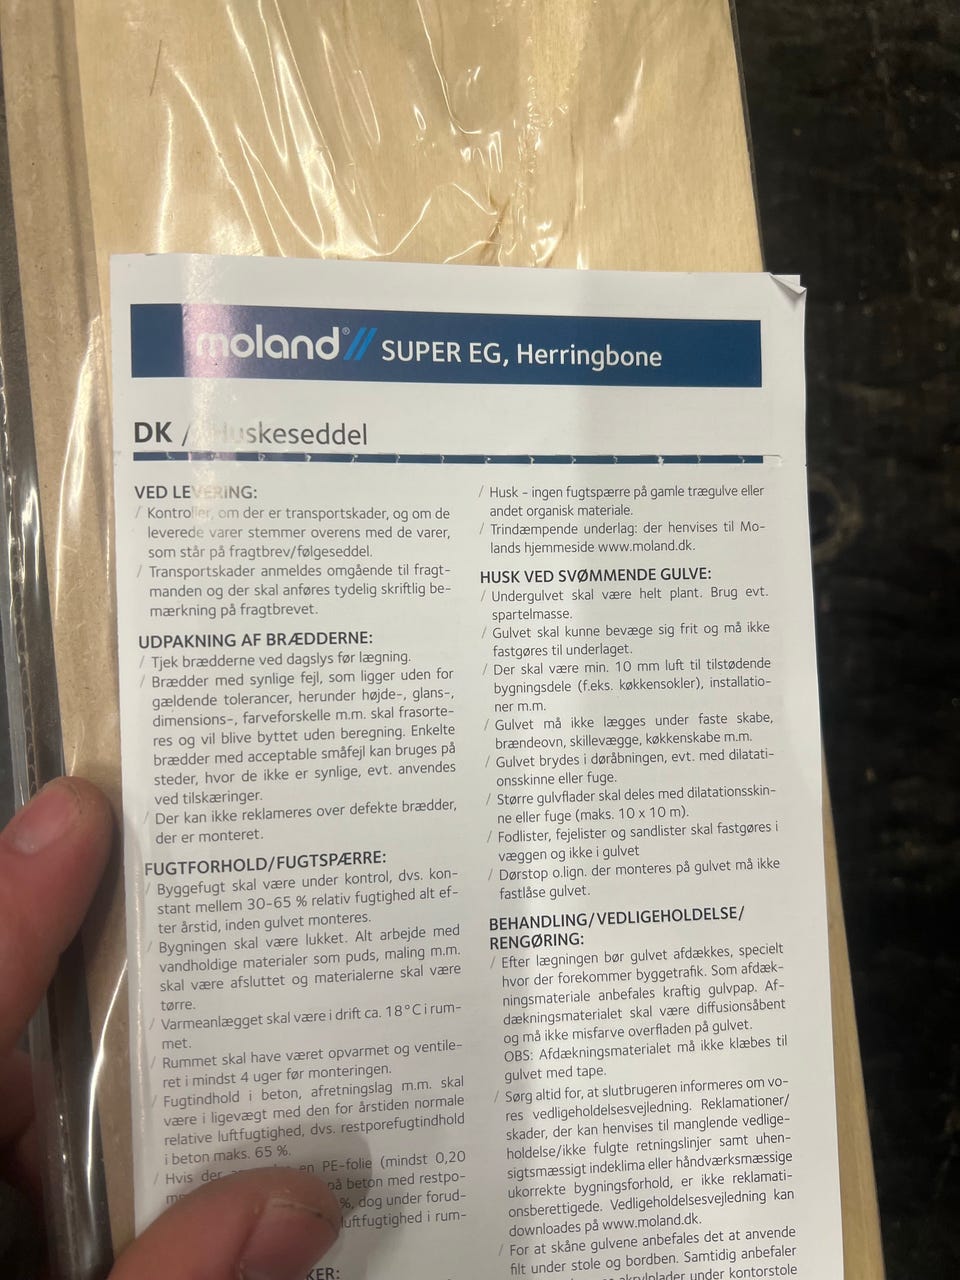 moland® // SUPER EG, Herringbone
DK / Huskeseddel
VED LEVERING:
/ Kontroller, om der er transportskader, og om de
leverede varer stemmer overens med de varer,
som står på fragtbrev/følgeseddel.
/ Transportskader anmeldes omgående til fragt-
manden og der skal anføres tydelig skriftlig be-
mærkning på fragtbrevet.
UDPAKNING AF BRÆDDERNE:
/ Tjek brædderne ved dagslys før lægning.
/ Brædder med synlige fejl, som ligger uden for
gældende tolerancer, herunder højde-, glans-,
dimensions-, farveforskelle m.m. skal frasorte-
res og vil blive byttet uden beregning. Enkelte
brædder med acceptable småfejl kan bruges på
steder, hvor de ikke er synlige, evt. anvendes
ved tilskæringer.
/ Der kan ikke reklameres over defekte brædder,
der er monteret.
FUGTFORHOLD/FUGTSPÆRRE:
/ Byggefugt skal være under kontrol, dvs. kon-
stant mellem 30-65 % relativ fugtighed alt ef-
ter årstid, inden gulvet monteres.
/ Bygningen skal være lukket. Alt arbejde med
vandholdige materialer som puds, maling m.m.
skal være afsluttet og materialerne skal være
tørre.
/ Varmeanlægget skal være i drift ca. 18°C i rum-
met.
/ Rummet skal have været opvarmet og ventile-
ret i mindst 4 uger før monteringen.
/ Fugtindhold i beton, afretningslag m.m. skal
være i ligevægt med den for årstiden normale
relative luftfugtighed, dvs. restporefugtindhold
i beton maks. 65 %.
/ Hvis der en PE-folie (mindst 0,20
på beton med restpo-
%, dog under forud-
luftfugtighed i rum-
KER:
/ Husk - ingen fugtspærre på gamle trægulve eller
andet organisk materiale.
/ Trindæmpende underlag: der henvises til Mo-
lands hjemmeside www.moland.dk.
HUSK VED SVØMMENDE GULVE:
/ Undergulvet skal være helt plant. Brug evt.
spartelmasse.
/ Gulvet skal kunne bevæge sig frit og må ikke
fastgøres til underlaget.
/ Der skal være min. 10 mm luft til tilstødende
bygningsdele (f.eks. køkkensokler), installatio-
ner m.m.
/ Gulvet må ikke lægges under faste skabe,
brændeovn, skillevægge, køkkenskabe m.m.
/ Gulvet brydes i døråbningen, evt. med dilatati-
onsskinne eller fuge.
/ Større gulvflader skal deles med dilatationsskin-
ne eller fuge (maks. 10 x 10 m).
/ Fodlister, fejelister og sandlister skal fastgøres i
væggen og ikke i gulvet
/ Dørstop o.lign. der monteres på gulvet må ikke
fastlåse gulvet.
BEHANDLING/VEDLIGEHOLDELSE/
RENGØRING:
/ Efter lægningen bør gulvet afdækkes, specielt
hvor der forekommer byggetrafik. Som afdæk-
ningsmateriale anbefales kraftig gulvpap. Af-
dækningsmaterialet skal være diffusionsåbent
og må ikke misfarve overfladen på gulvet.
OBS: Afdækningsmaterialet må ikke klæbes til
gulvet med tape.
/ Sørg altid for, at slutbrugeren informeres om vo-
res vedligeholdelsesvejledning. Reklamationer/
skader, der kan henvises til manglende vedlige-
holdelse/ikke fulgte retningslinjer samt uhen-
sigtsmæssigt indeklima eller håndværksmæssige
ukorrekte bygningsforhold, er ikke reklamati-
onsberettigede. Vedligeholdelsesvejledning kan
downloades på www.moland.dk.
/ For at skåne gulvene anbefales det at anvende
filt under stole og bordben. Samtidig anbefaler
akrylplader under kontorstole